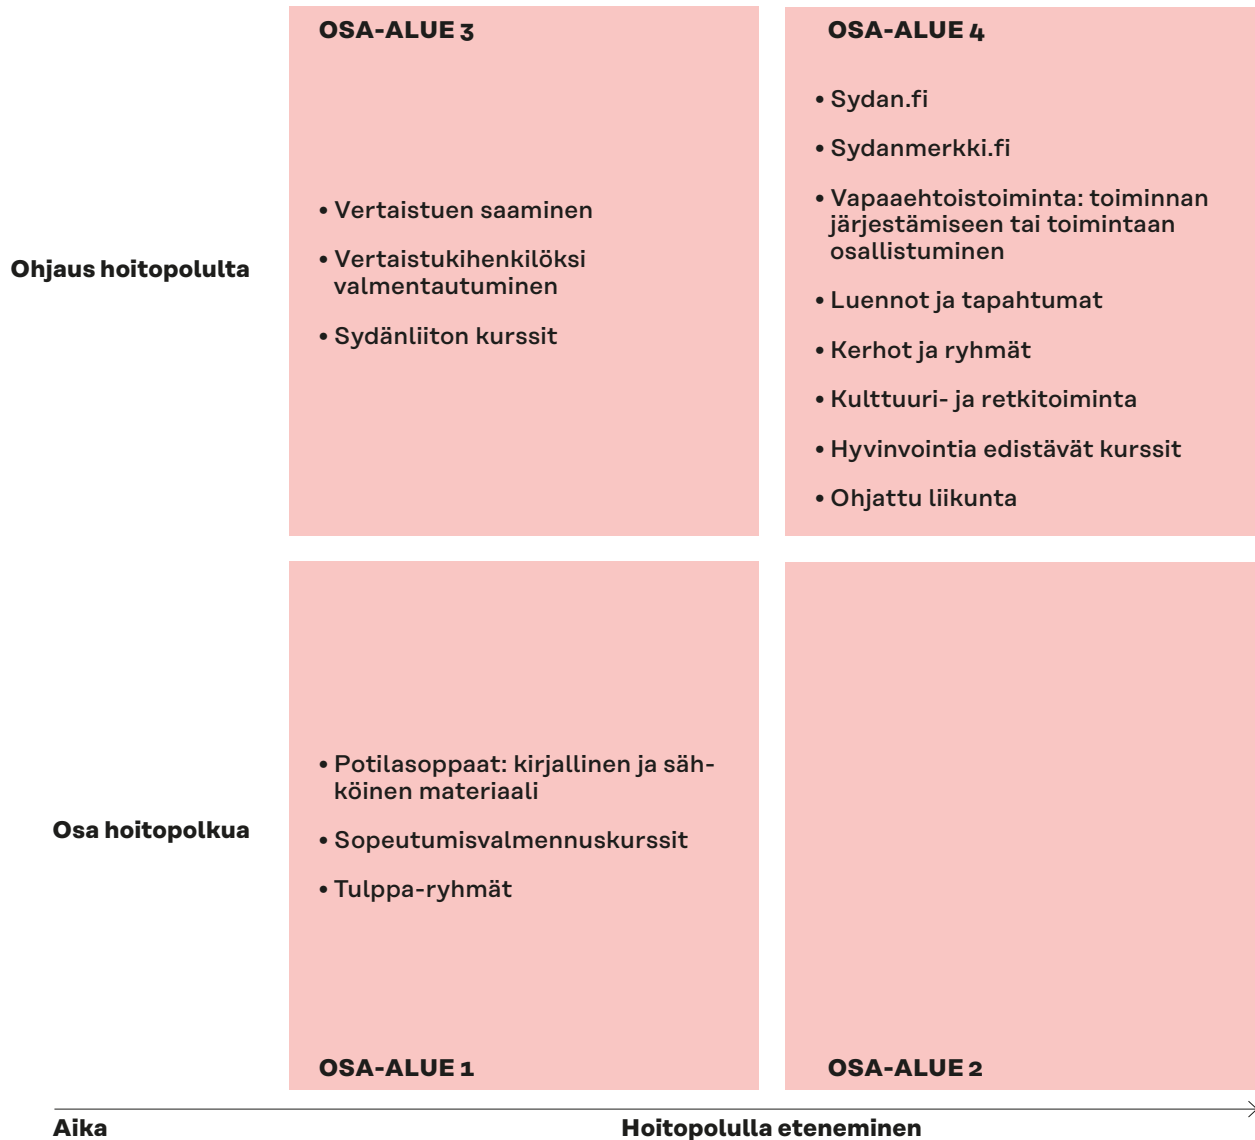 OSA-ALUE 3
• Vertaistuen saaminen
• Vertaistukihenkilöksi
valmentautuminen
• Sydänliiton kurssit
OSA-ALUE 4
• Sydan.fi
• Sydanmerkki.fi
• Vapaaehtoistoiminta: toiminnan
järjestämiseen tai toimintaan
osallistuminen
• Luennot ja tapahtumat
• Kerhot ja ryhmät
• Kulttuuri- ja retkitoiminta
• Hyvinvointia edistävät kurssit
• Ohjattu liikunta
Ohjaus hoitopolulta
Osa hoitopolkua
• Potilasoppaat: kirjallinen ja säh-
köinen materiaali
• Sopeutumisvalmennuskurssit
• Tulppa-ryhmät
OSA-ALUE 1
OSA-ALUE 2
Aika
Hoitopolulla eteneminen